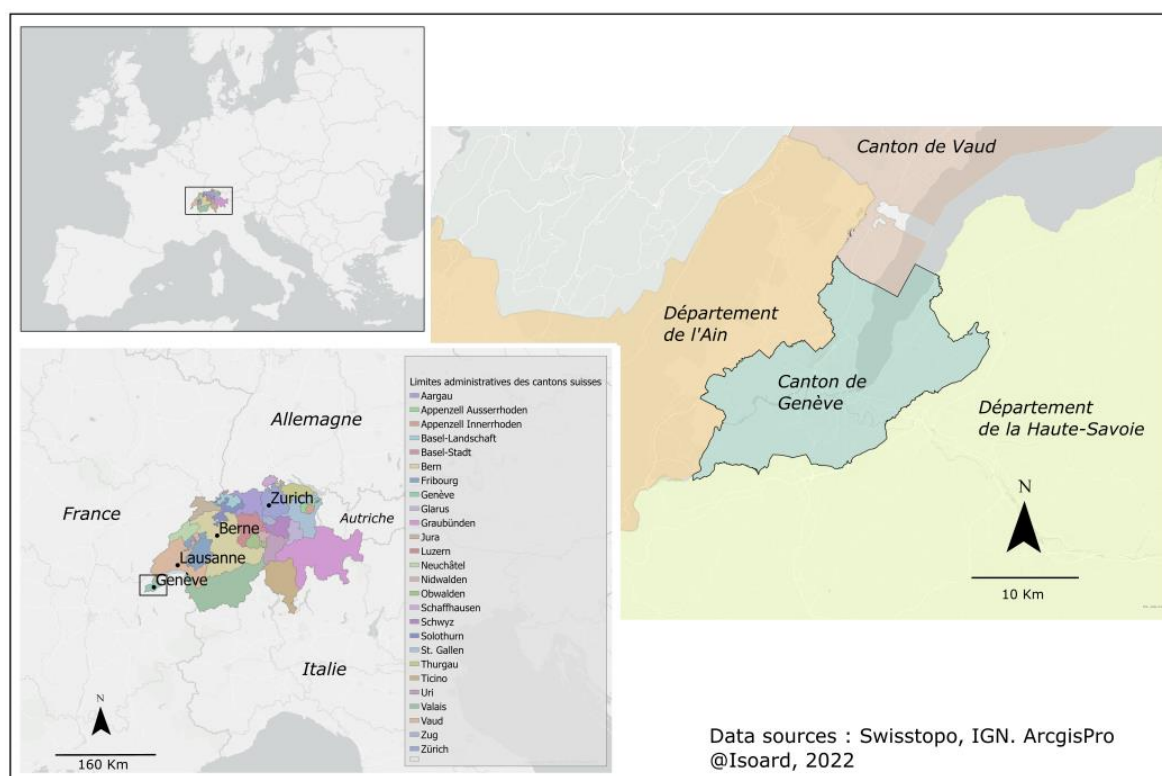 Canton de Vaud
Département
de l'Ain
Canton de
Genève
Département
de la Haute-Savoie
N
10 Km
Limites administratives des cantons suisses
Aargau
Appenzell Ausserrhoden
Appenzell Innerrhoden
Basel-Landschaft
Basel-Stadt
Bern
Fribourg
Genève
Glarus
Graubünden
Jura
Luzern
Neuchâtel
Nidwalden
Obwalden
Schaffhausen
Schwyz
Solothurn
St. Gallen
Thurgau
Ticino
Uri
Valais
Vaud
Zug
Zürich
Allemagne
France
Zurich
Autriche
Berne
Lausanne
Genève
Italie
N
160 Km
Data sources : Swisstopo, IGN. ArcgisPro
@Isoard, 2022